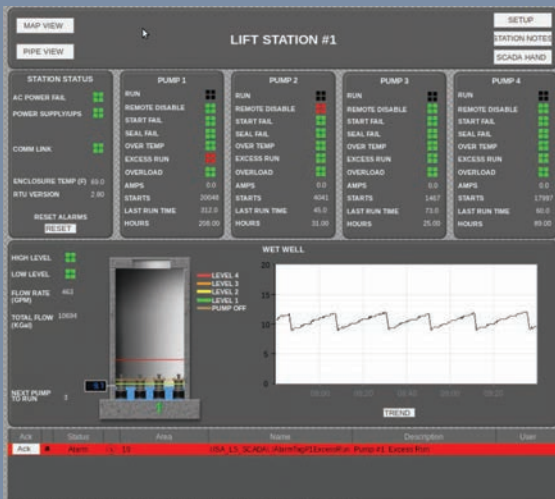 MAP VIEW
PIPE VIEW
LIFT STATION #1
SETUP
STATION NOTES
SCADA HAND
STATION STATUS
AC POWER FAIL
POWER SUPPLY/UPS
COMM LINK
ENCLOSURE TEMP (F) 89.0
RTU VERSION 2.80
RESET ALARMS
RESET
PUMP 1
RUN
REMOTE DISABLE
START FAIL
SEAL FAIL
OVER TEMP
EXCESS RUN
OVERLOAD
AMPS 0.0
STARTS 20048
LAST RUN TIME 312.0
HOURS 208.00
PUMP 2
RUN
REMOTE DISABLE
START FAIL
SEAL FAIL
OVER TEMP
EXCESS RUN
OVERLOAD
AMPS 0.0
STARTS 4041
LAST RUN TIME 45.0
HOURS 31.00
PUMP 3
RUN
REMOTE DISABLE
START FAIL
SEAL FAIL
OVER TEMP
EXCESS RUN
OVERLOAD
AMPS 0.0
STARTS 1467
LAST RUN TIME 73.0
HOURS 25.00
PUMP 4
RUN
REMOTE DISABLE
START FAIL
SEAL FAIL
OVER TEMP
EXCESS RUN
OVERLOAD
AMPS 0.0
STARTS 17997
LAST RUN TIME 60.0
HOURS 89.00
HIGH LEVEL
LOW LEVEL
FLOW RATE 463
(GPM)
TOTAL FLOW 10694
(KGal)
NEXT PUMP 3
TO RUN
LEVEL 4
LEVEL 3
LEVEL 2
LEVEL 1
PUMP OFF
WET WELL
20
15
10
5
0
TREND
Ack Status Area Name Description User
Ack Alarm 10 Pump #1 Excess Run